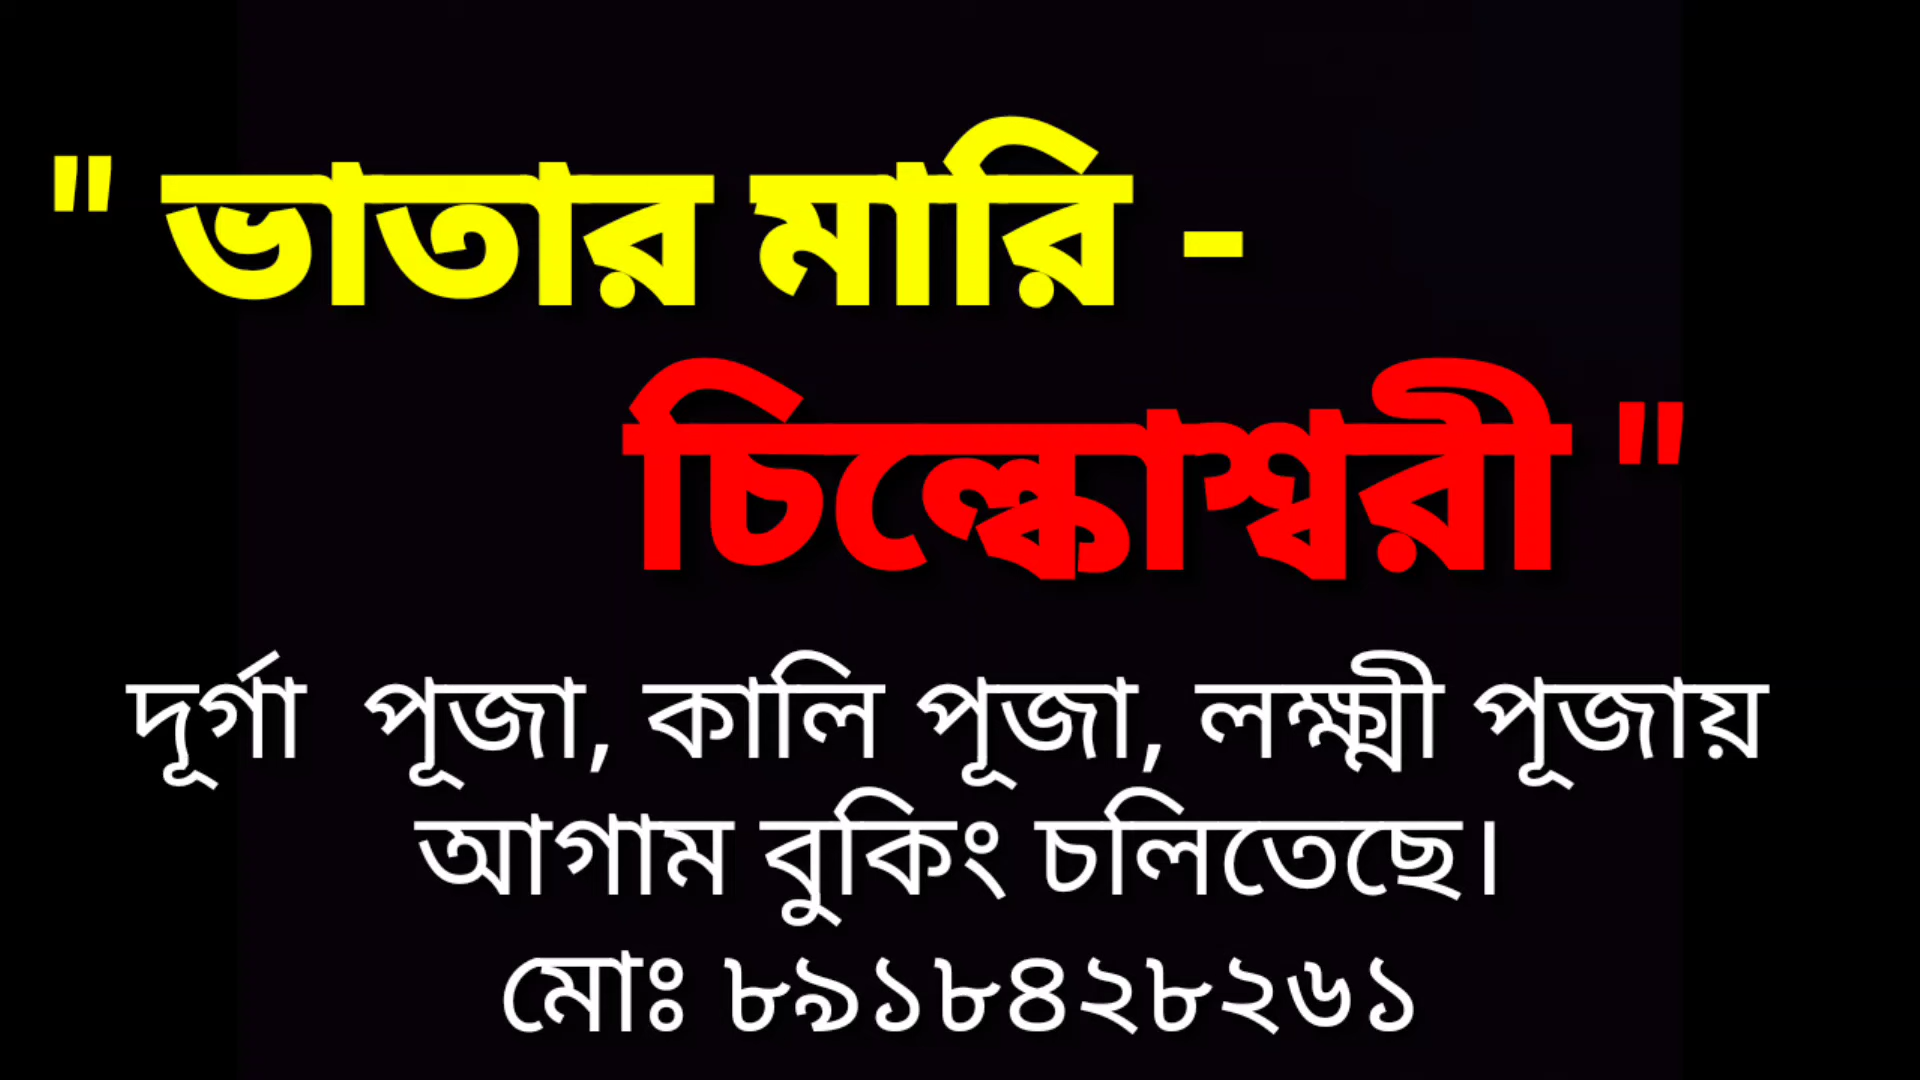 " ভাতার মারি -
চিল্কোশ্বরী "
দূর্গা  পূজা, কালি পূজা, লক্ষ্মী পূজায়
আগাম বুকিং চলিতেছে।
মোঃ ৮৯১৮৪২৮২৬১